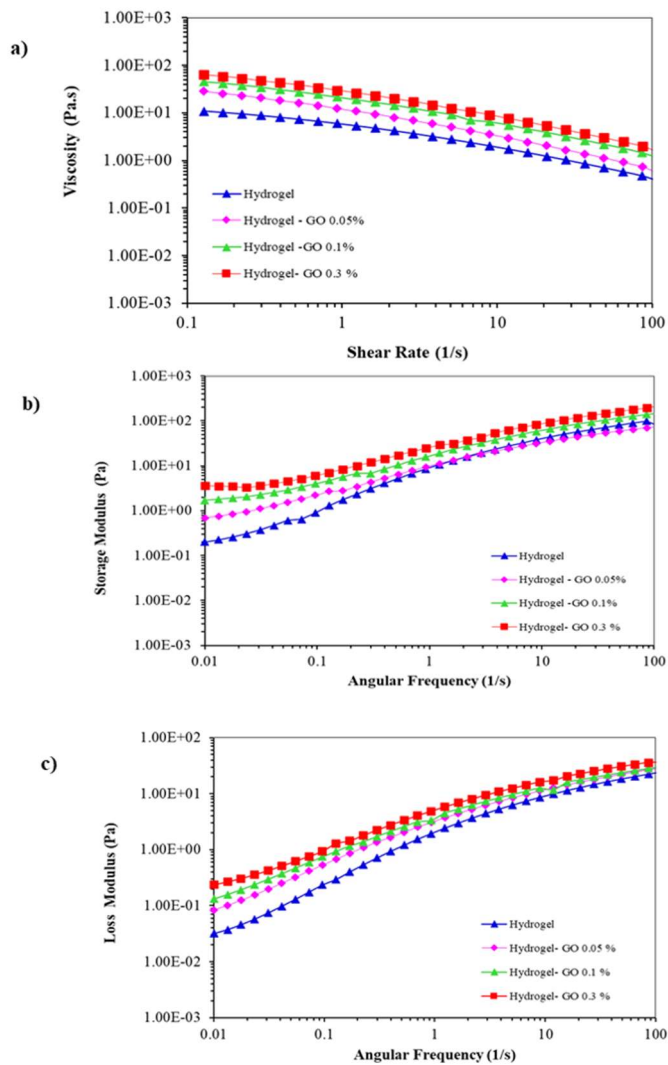 a)
1.00E+03
1.00E+02
1.00E+01
1.00E+00
1.00E-01
1.00E-02
1.00E-03
Viscosity (Pa.s)
Hydrogel
Hydrogel - GO 0.05%
Hydrogel -GO 0.1%
Hydrogel- GO 0.3 %
0.1 1 10 100
Shear Rate (1/s)
b)
1.00E+03
1.00E+02
1.00E+01
1.00E+00
1.00E-01
1.00E-02
1.00E-03
Storage Modulus (Pa)
Hydrogel
Hydrogel - GO 0.05%
Hydrogel -GO 0.1%
Hydrogel- GO 0.3 %
0.01 0.1 1 10 100
Angular Frequency (1/s)
c)
1.00E+02
1.00E+01
1.00E+00
1.00E-01
1.00E-02
1.00E-03
Loss Modulus (Pa)
Hydrogel
Hydrogel- GO 0.05 %
Hydrogel- GO 0.1 %
Hydrogel- GO 0.3 %
0.01 0.1 1 10 100
Angular Frequency (1/s)